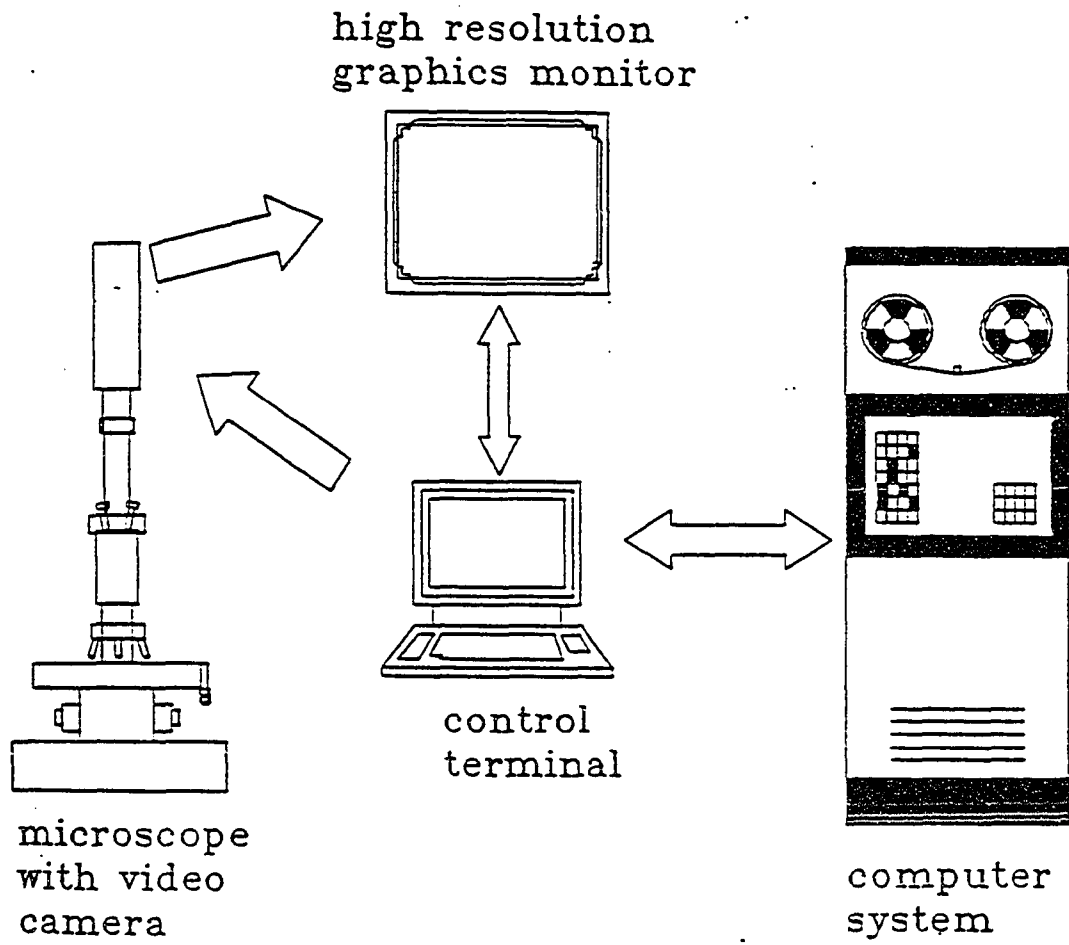 high resolution
graphics monitor
control
terminal
microscope
with video
camera
computer
system